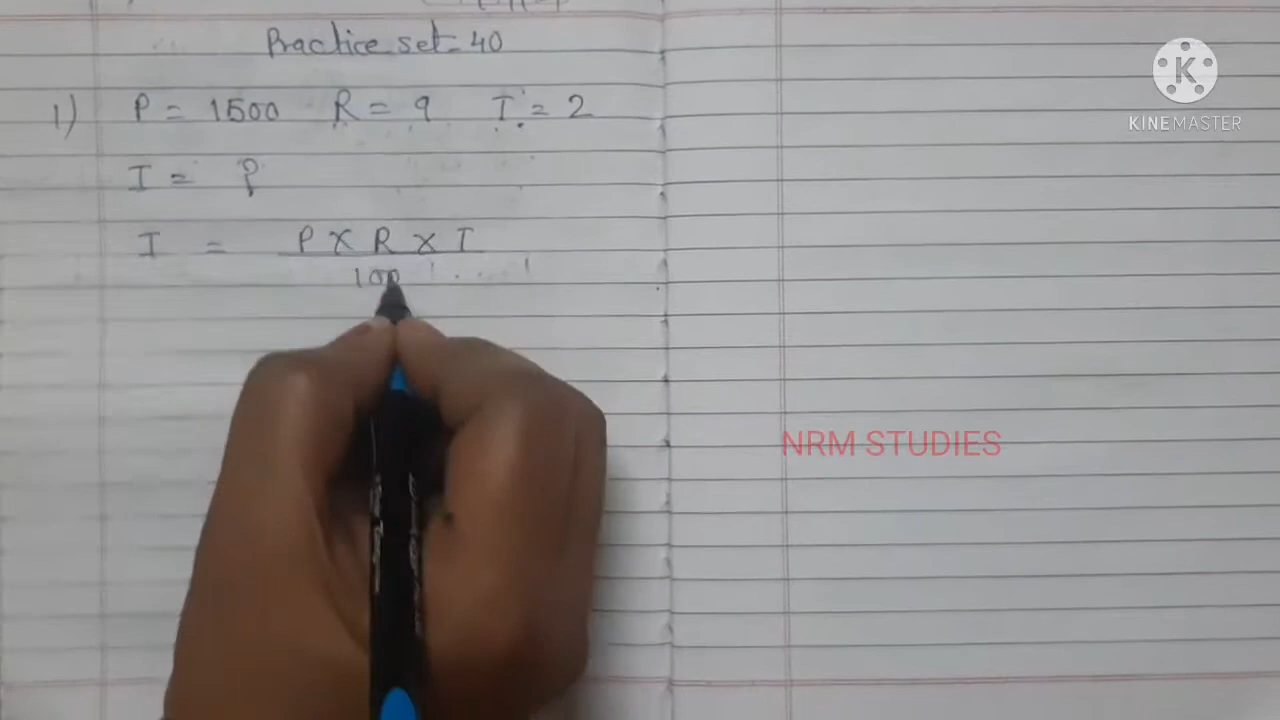 Practice set - 40
1) P = 1500 R = 9 T = 2
I = ?
I = P X R X T
100
KINEMASTER
NRM STUDIES